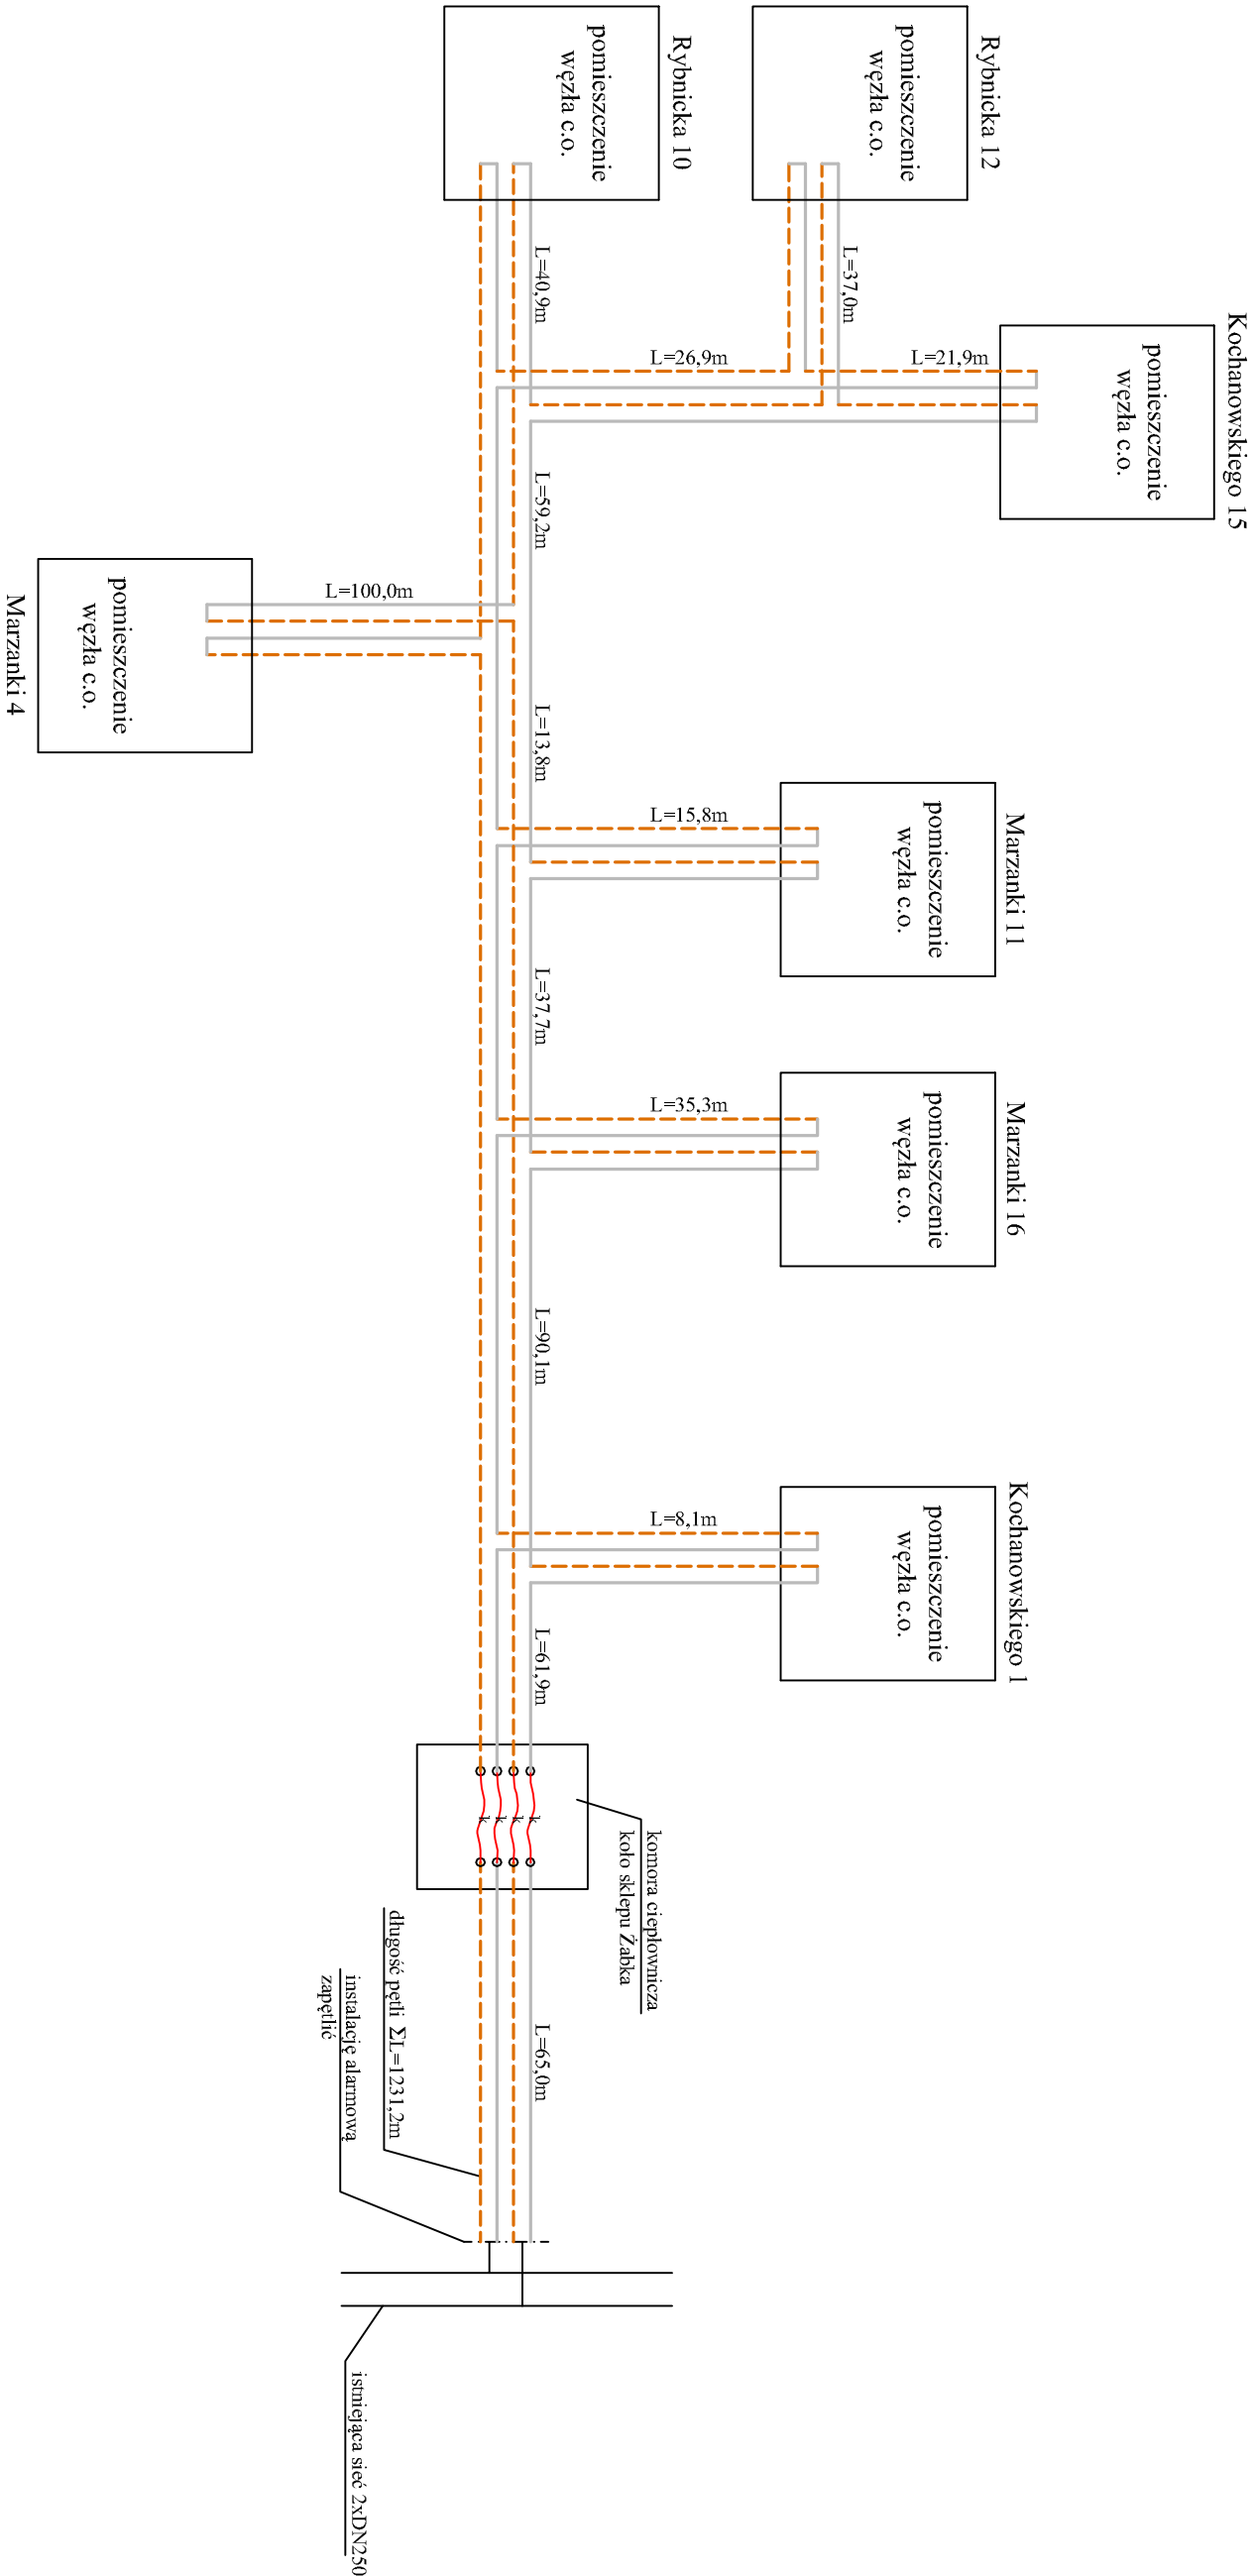 Rybnicka 10
pomieszczenie
węzła c.o.
Rybnicka 12
pomieszczenie
węzła c.o.
Kochanowskiego 15
pomieszczenie
węzła c.o.
L=40,9m
L=37,0m
L=26,9m
L=21,9m
L=59,2m
L=100,0m
pomieszczenie
węzła c.o.
Marzanki 4
L=13,8m
L=15,8m
Marzanki 11
pomieszczenie
węzła c.o.
L=37,7m
L=35,3m
Marzanki 16
pomieszczenie
węzła c.o.
L=90,1m
L=8,1m
Kochanowskiego 1
pomieszczenie
węzła c.o.
L=61,9m
k
k
k
k
komora ciepłownicza
koło sklepu Żabka
L=65,0m
długość pętli ΣL=1231,2m
instalację alarmową
zapętlić
istniejąca sieć 2xDN250